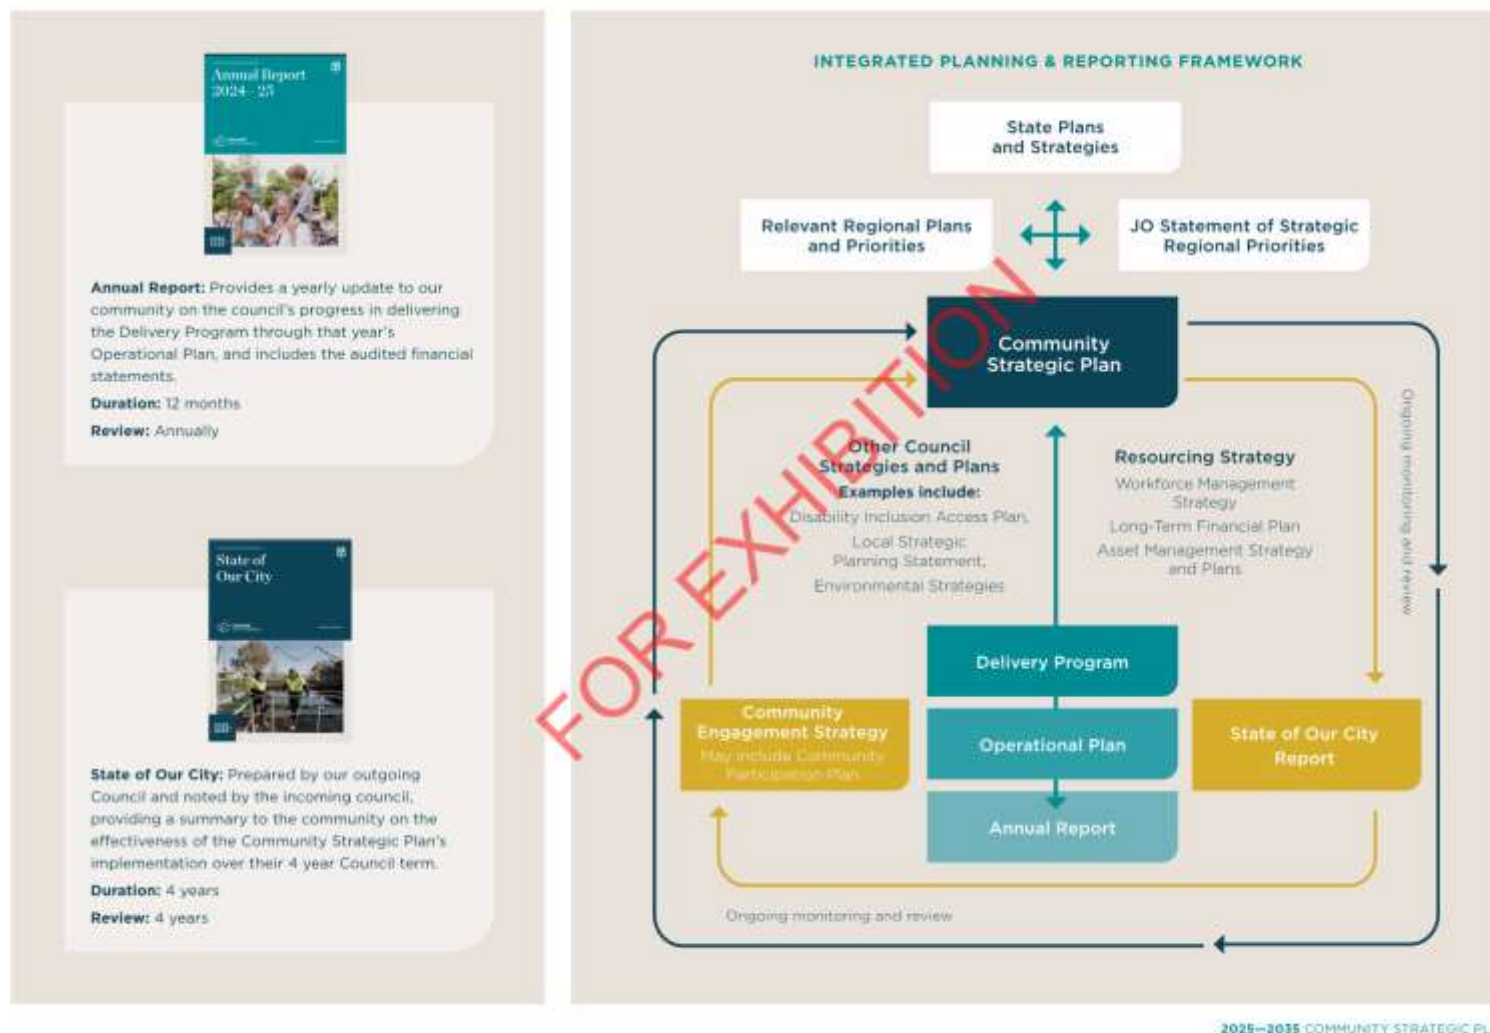 Annual Report
2024 - 25
Annual Report: Provides a yearly update to our
community on the council's progress in delivering
the Delivery Program through that year's
Operational Plan, and includes the audited financial
statements.
Duration: 12 months
Review: Annually
State of
Our City
State of Our City: Prepared by our outgoing
Council and noted by the incoming council,
providing a summary to the community on the
effectiveness of the Community Strategic Plan's
implementation over their 4 year Council term.
Duration: 4 years
Review: 4 years
INTEGRATED PLANNING & REPORTING FRAMEWORK
State Plans
and Strategies
Relevant Regional Plans
and Priorities
JO Statement of Strategic
Regional Priorities
Community
Strategic Plan
Other Council
Strategies and Plans
Examples include:
Disability Inclusion Access Plan,
Local Strategic
Planning Statement,
Environmental Strategies
Resourcing Strategy
Workforce Management
Strategy
Long-Term Financial Plan
Asset Management Strategy
and Plans
Ongoing monitoring and review
Delivery Program
Community
Engagement Strategy
May include Community
Participation Plan
Operational Plan
State of Our City
Report
Annual Report
Ongoing monitoring and review
FOR EXHIBITION
2025—2035 COMMUNITY STRATEGIC PL